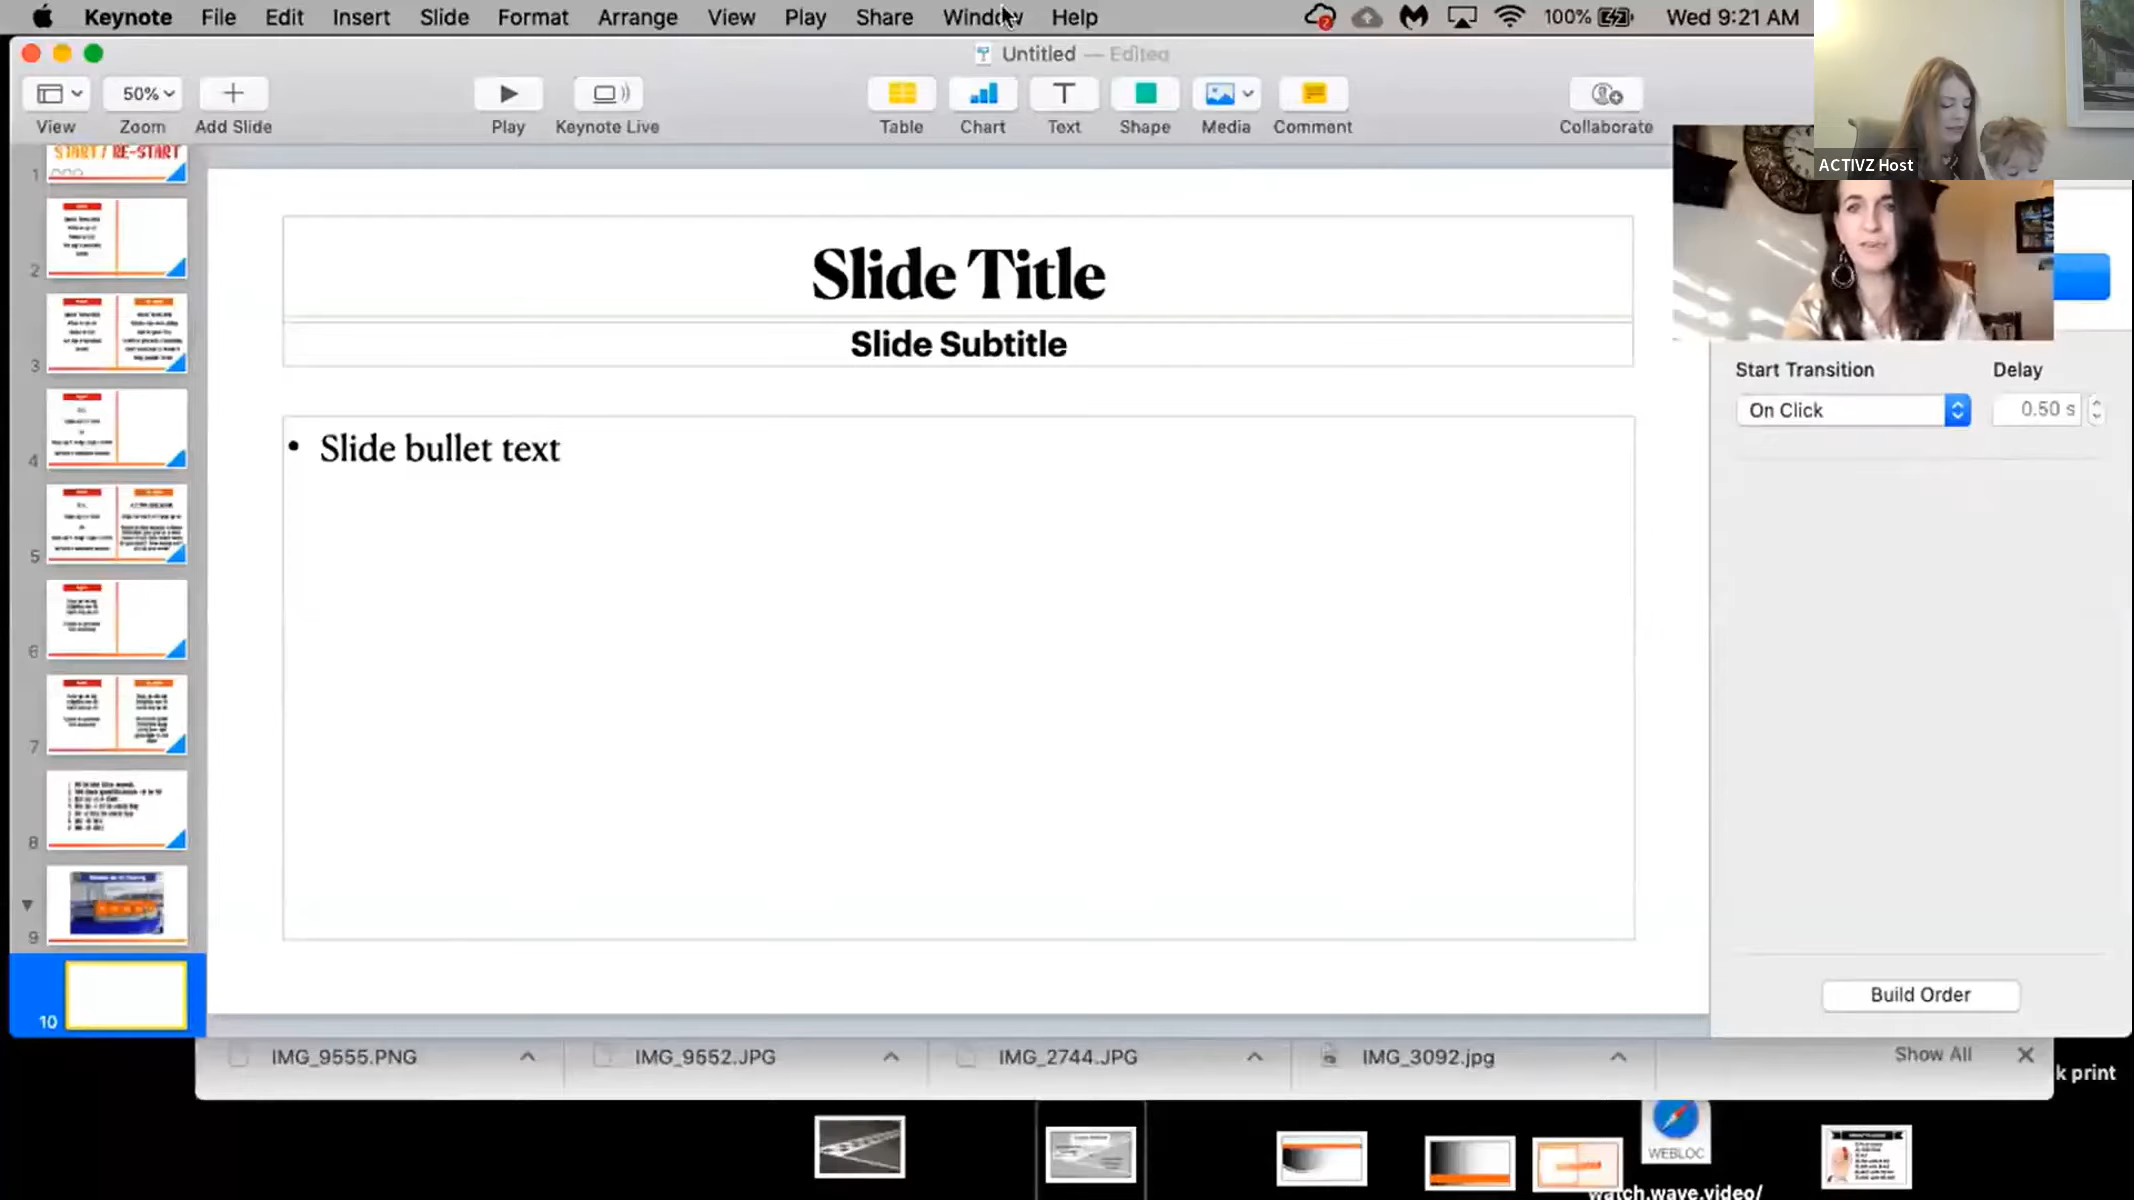 Keynote File Edit Insert Slide Format Arrange View Play Share Window Help 2 100% Wed 9:21 AM
Untitled — Edited
50%
View Zoom Add Slide Play Keynote Live Table Chart Text Shape Media Comment Collaborate
ACTIVZ Host
START / RE-START
1
2
3
4
5
6
7
8
9
10
Slide Title
Slide Subtitle
• Slide bullet text
Start Transition Delay
On Click 0.50 s
Build Order
IMG_9555.PNG IMG_9552.JPG IMG_2744.JPG IMG_3092.jpg Show All
k print
WEBLOC
watch.wave.video/